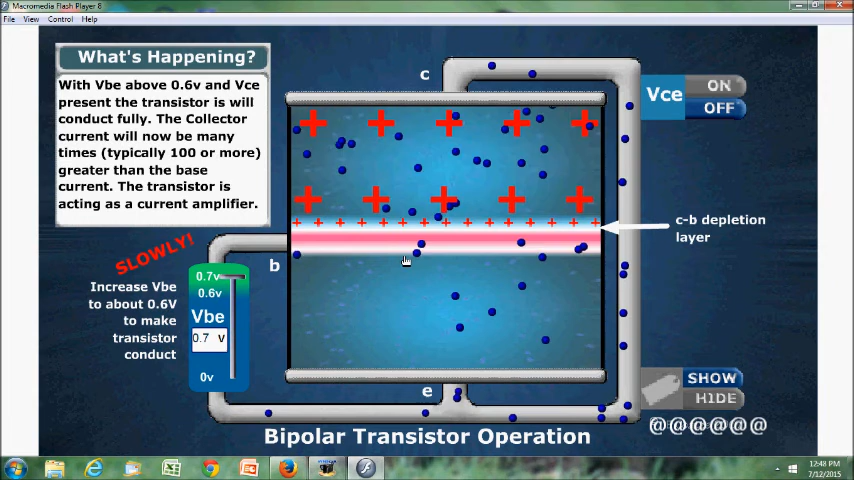 Macromedia Flash Player 8
File View Control Help
What's Happening?
With Vbe above 0.6v and Vce
present the transistor is will
conduct fully. The Collector
current will now be many
times (typically 100 or more)
greater than the base
current. The transistor is
acting as a current amplifier.
c
Vce
ON
OFF
c-b depletion
layer
SLOWLY!
b
Increase Vbe
to about 0.6V
to make
transistor
conduct
0.7v
0.6v
Vbe
0.7 v
0v
e
SHOW
HIDE
@@@@@@
Bipolar Transistor Operation
12:48 PM
7/12/2015